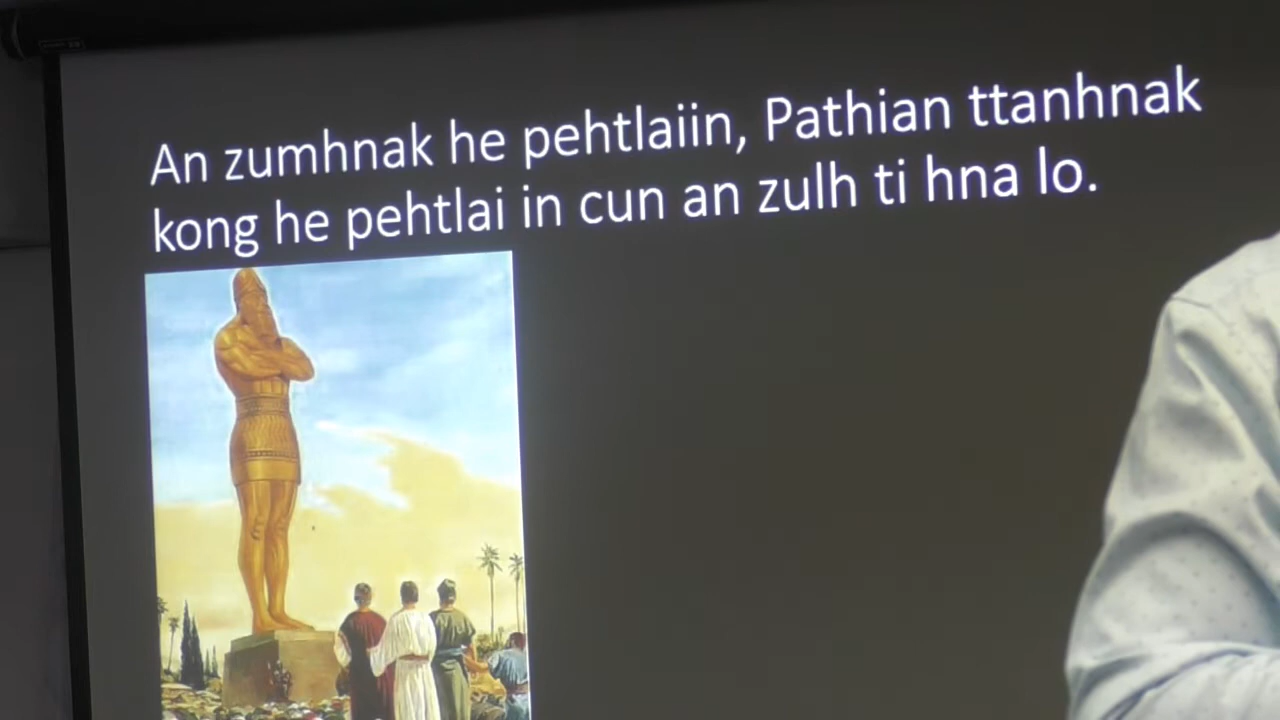 An zumhnak he pehtlaiin, Pathian ttanhnak
kong he pehtlai in cun an zulh ti hna lo.